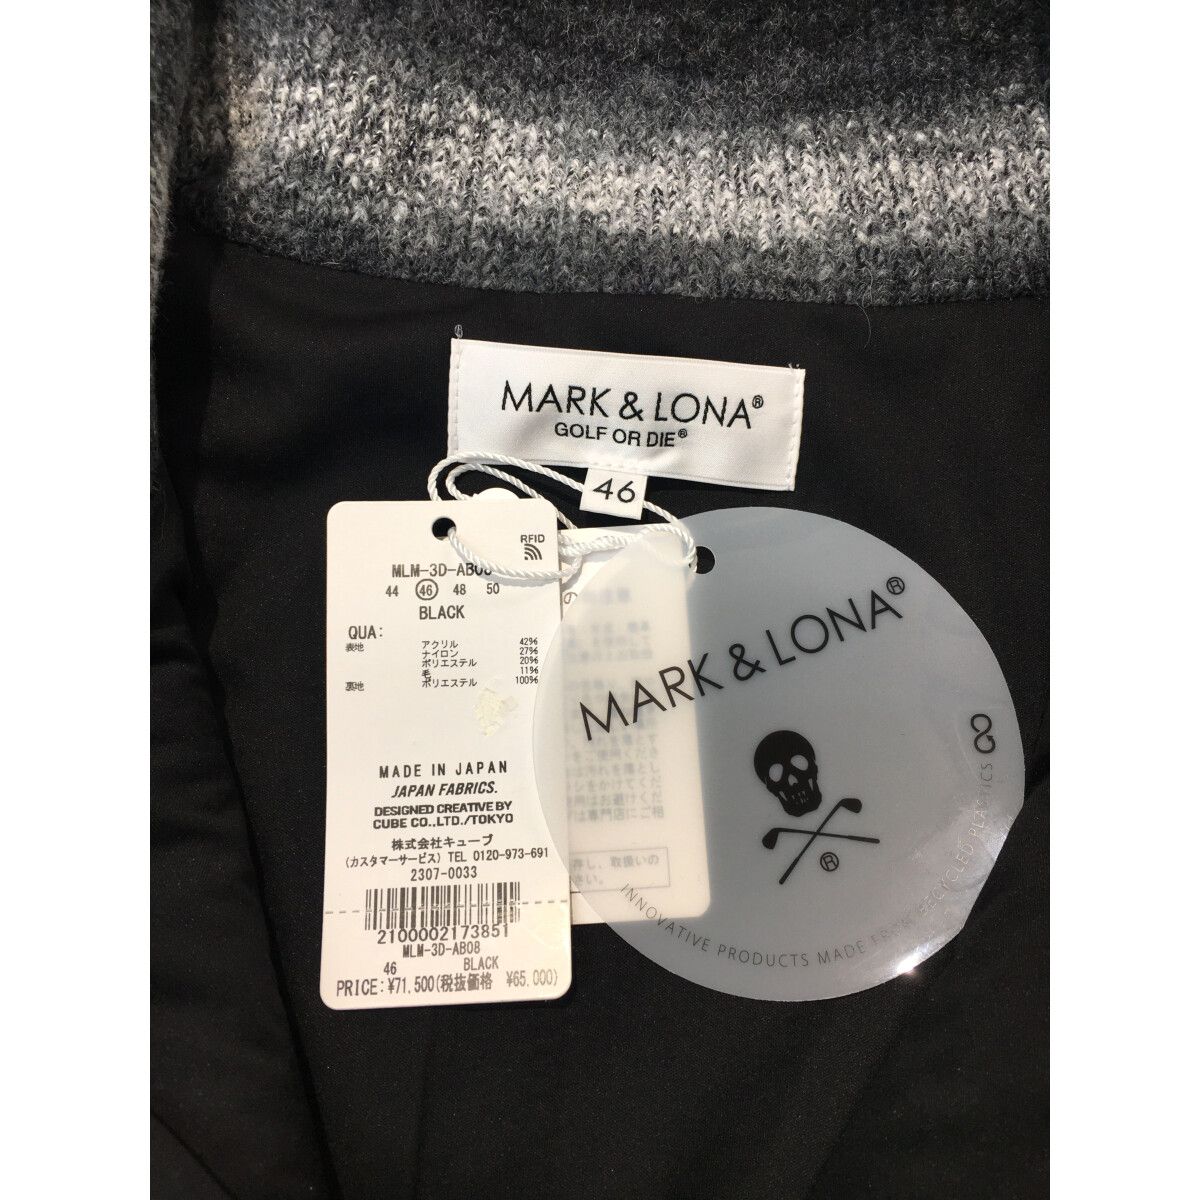 MARK & LONA®
GOLF OR DIE®
46
RFID
MLM-3D-AB08
44 46 48 50
BLACK
QUA:
表地 アクリル 42%
ナイロン 27%
ポリエステル 20%
毛 11%
裏地 ポリエステル 100%
MADE IN JAPAN
JAPAN FABRICS.
DESIGNED CREATIVE BY
CUBE CO.,LTD./TOKYO
株式会社キューブ
(カスタマーサービス) TEL 0120-973-691
2307-0033
2100002173851
MLM-3D-AB08
46 BLACK
PRICE:¥71,500(税抜価格 ¥65,000)
MARK & LONA®
®
INNOVATIVE PRODUCTS MADE FROM RECYCLED PLASTICS